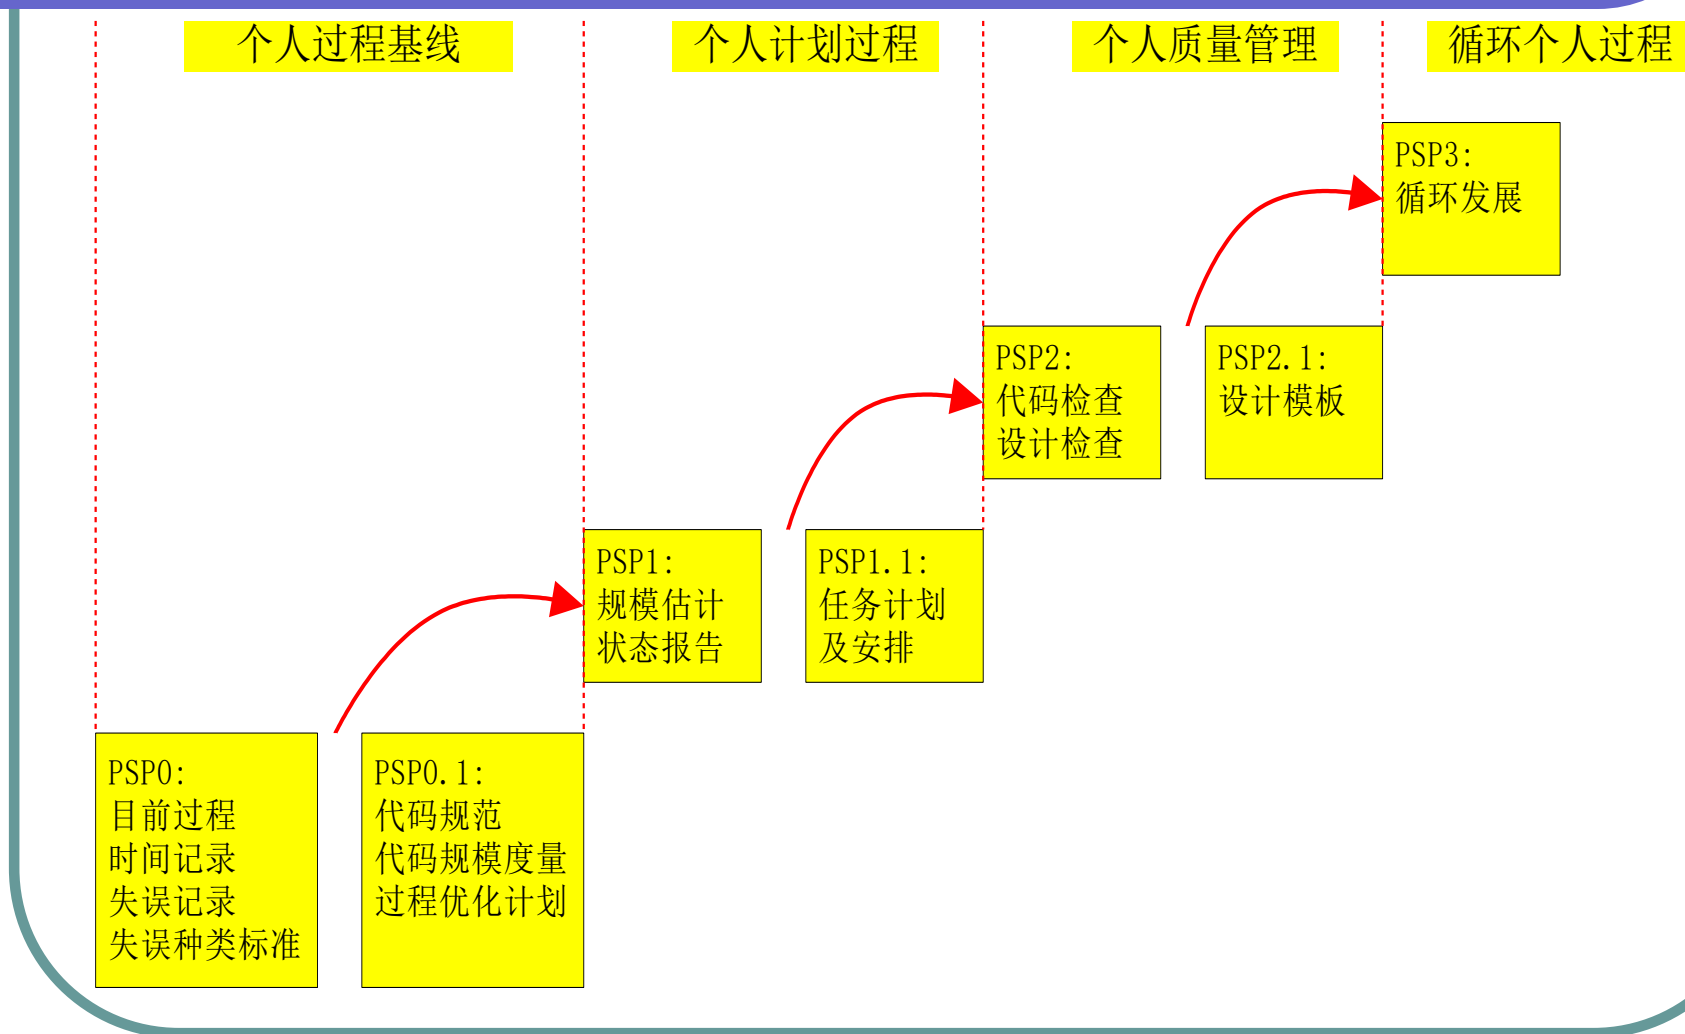 个人过程基线
个人计划过程
个人质量管理
循环个人过程
PSP3:
循环发展
PSP2:
代码检查
设计检查
PSP2.1:
设计模板
PSP1:
规模估计
状态报告
PSP1.1:
任务计划
及安排
PSP0:
目前过程
时间记录
失误记录
失误种类标准
PSP0.1:
代码规范
代码规模度量
过程优化计划